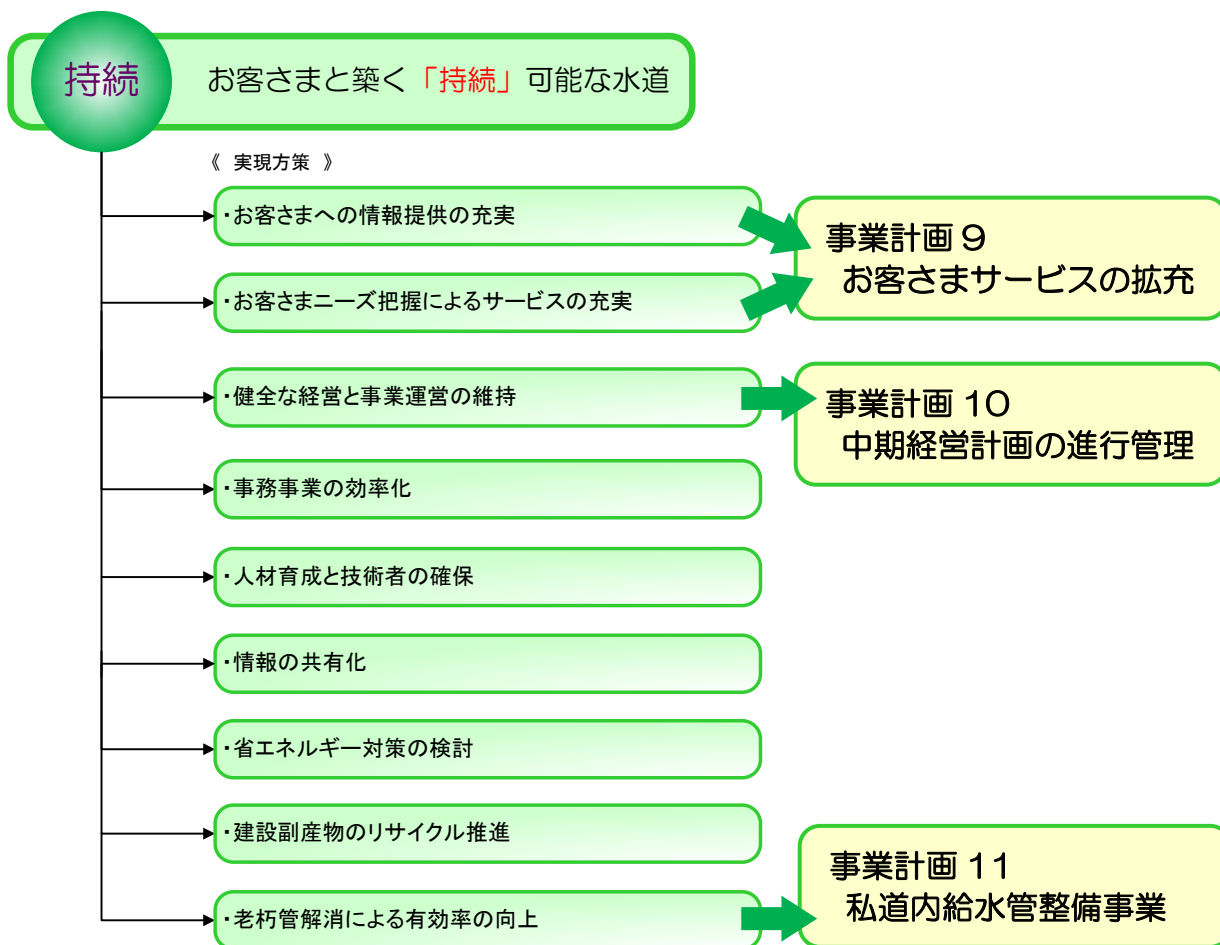 持続
お客さまと築く「持続」可能な水道
《 実現方策 》
・お客さまへの情報提供の充実
・お客さまニーズ把握によるサービスの充実
・健全な経営と事業運営の維持
・事務事業の効率化
・人材育成と技術者の確保
・情報の共有化
・省エネルギー対策の検討
・建設副産物のリサイクル推進
・老朽管解消による有効率の向上
事業計画９
お客さまサービスの拡充
事業計画 10
中期経営計画の進行管理
事業計画 11
私道内給水管整備事業